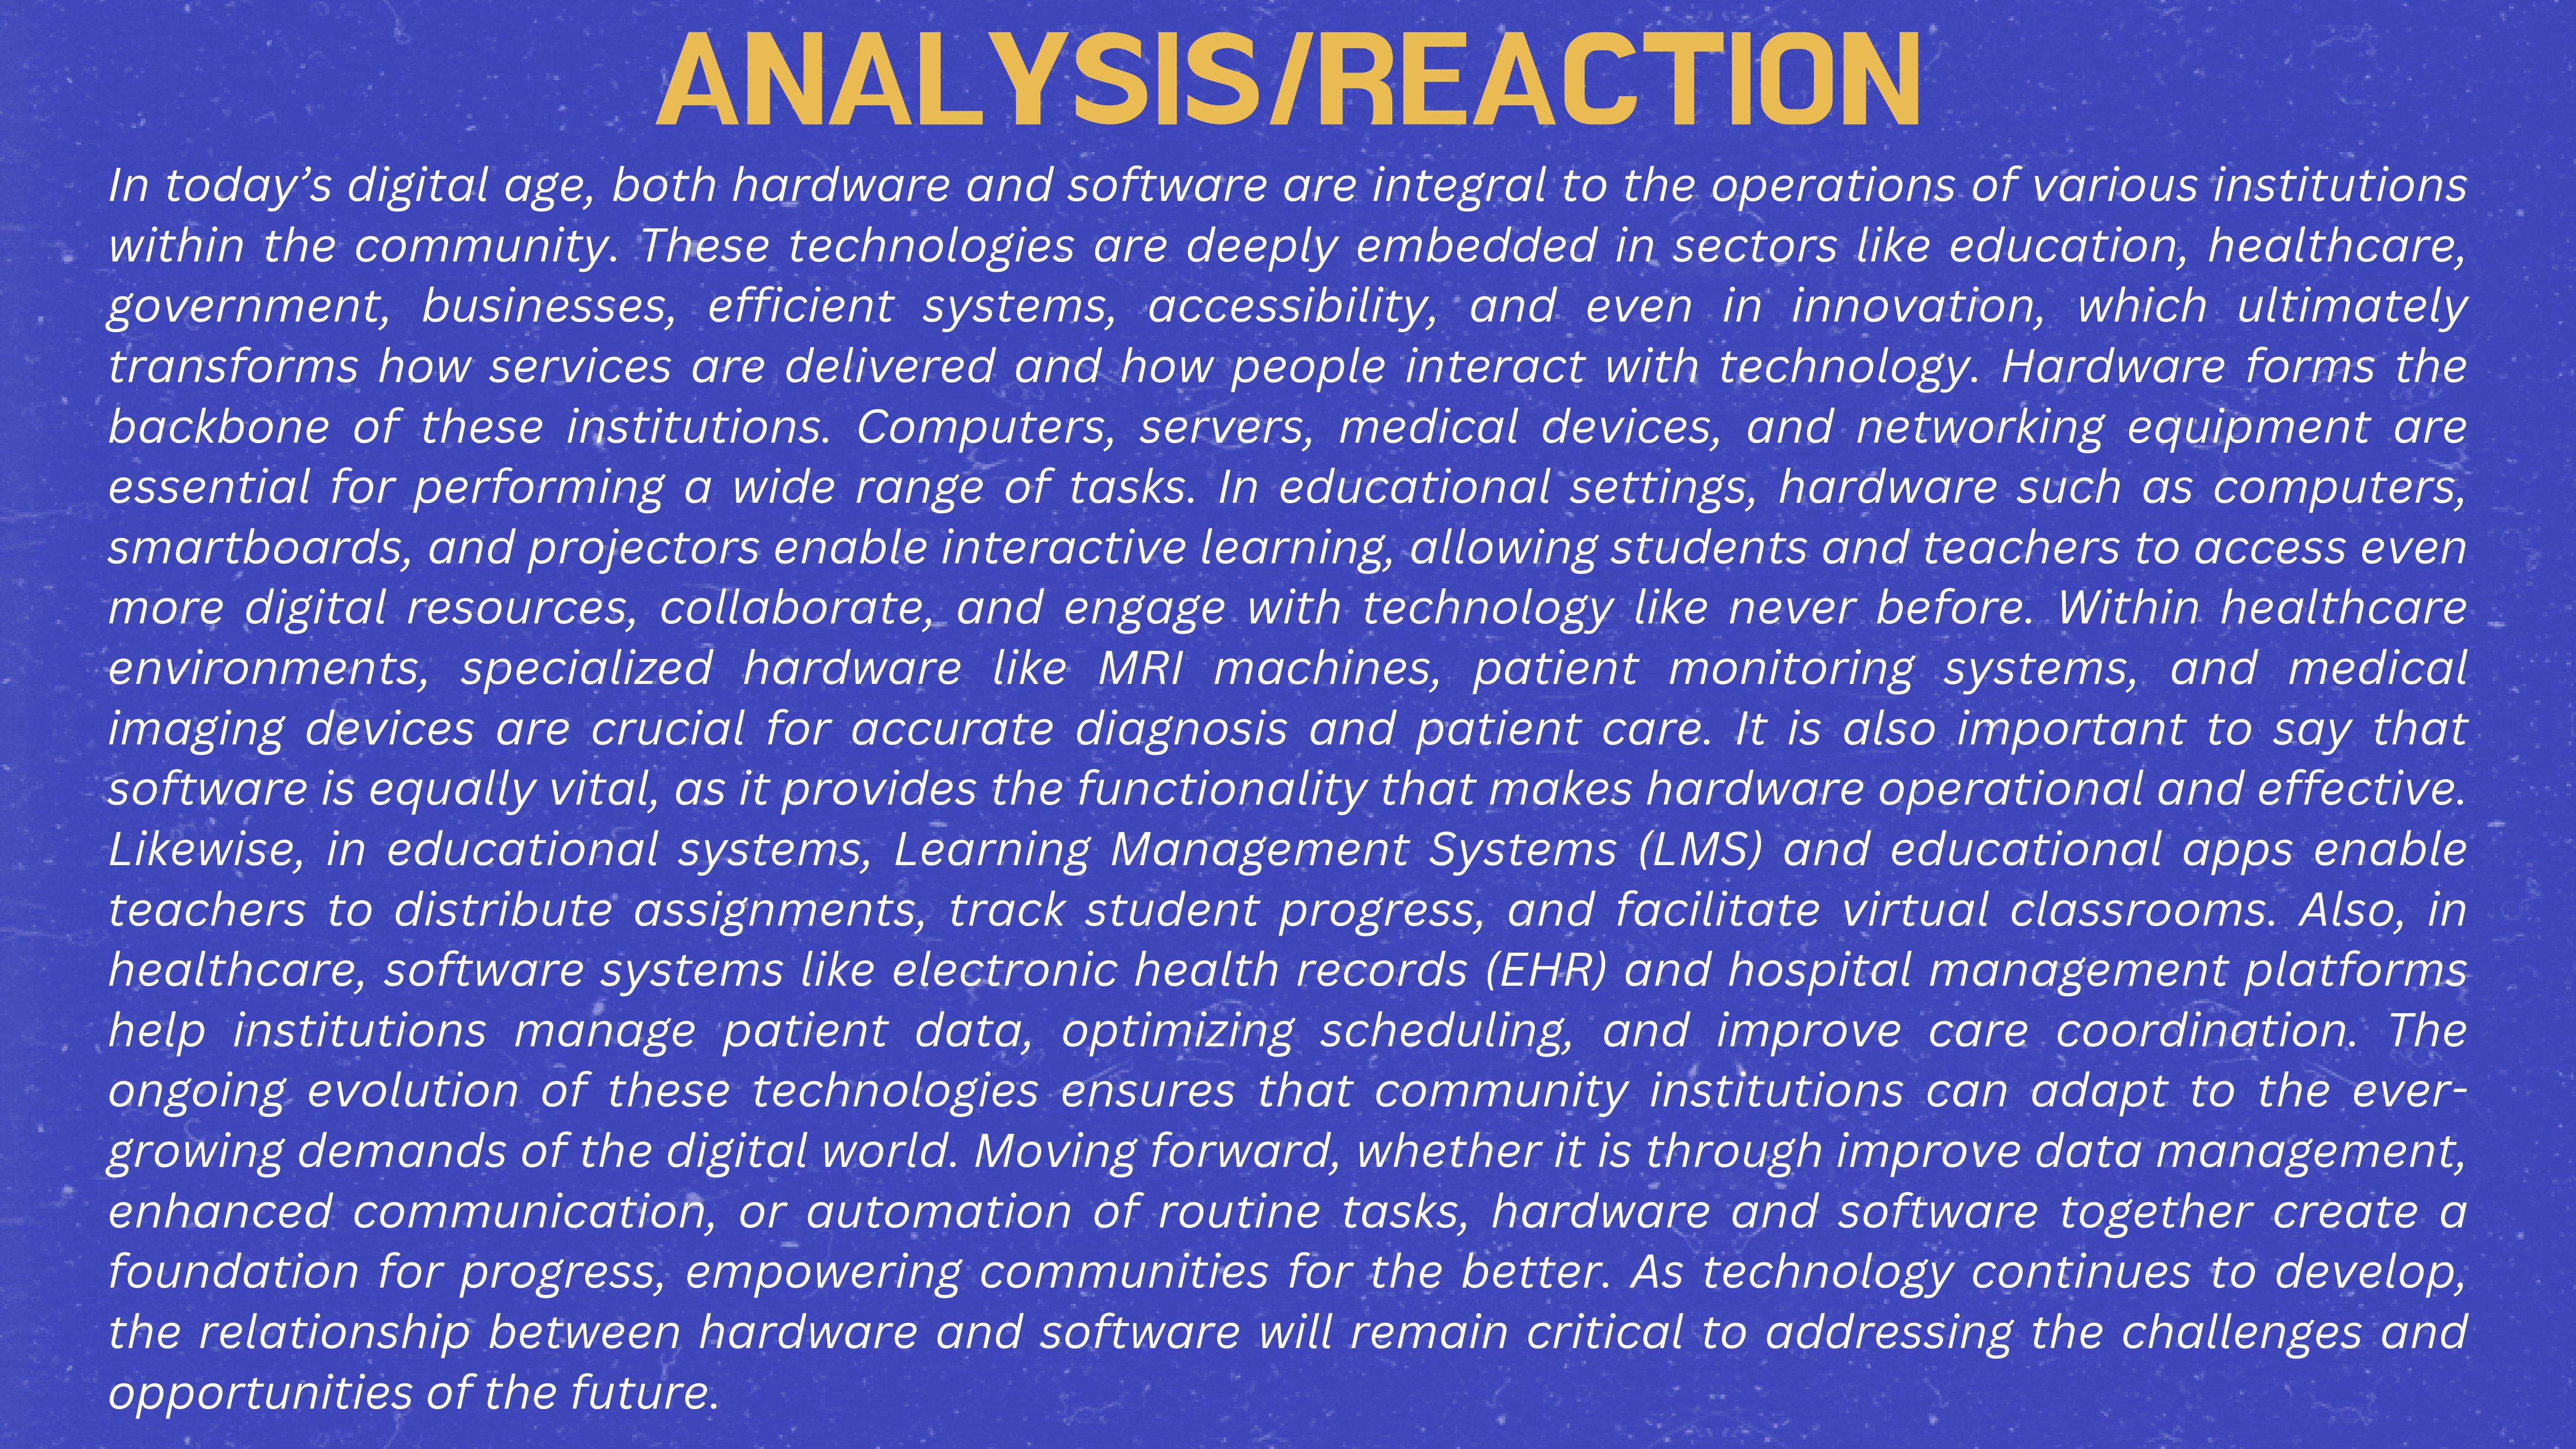 ANALYSIS/REACTION
In today’s digital age, both hardware and software are integral to the operations of various institutions
within the community. These technologies are deeply embedded in sectors like education, healthcare,
government, businesses, efficient systems, accessibility, and even in innovation, which ultimately
transforms how services are delivered and how people interact with technology. Hardware forms the
backbone of these institutions. Computers, servers, medical devices, and networking equipment are
essential for performing a wide range of tasks. In educational settings, hardware such as computers,
smartboards, and projectors enable interactive learning, allowing students and teachers to access even
more digital resources, collaborate, and engage with technology like never before. Within healthcare
environments, specialized hardware like MRI machines, patient monitoring systems, and medical
imaging devices are crucial for accurate diagnosis and patient care. It is also important to say that
software is equally vital, as it provides the functionality that makes hardware operational and effective.
Likewise, in educational systems, Learning Management Systems (LMS) and educational apps enable
teachers to distribute assignments, track student progress, and facilitate virtual classrooms. Also, in
healthcare, software systems like electronic health records (EHR) and hospital management platforms
help institutions manage patient data, optimizing scheduling, and improve care coordination. The
ongoing evolution of these technologies ensures that community institutions can adapt to the ever-
growing demands of the digital world. Moving forward, whether it is through improve data management,
enhanced communication, or automation of routine tasks, hardware and software together create a
foundation for progress, empowering communities for the better. As technology continues to develop,
the relationship between hardware and software will remain critical to addressing the challenges and
opportunities of the future.